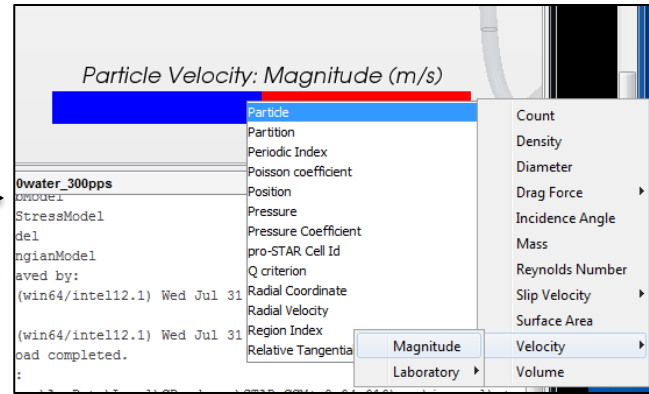 Particle Velocity: Magnitude (m/s)
Particle
Partition
Periodic Index
Poisson coefficient
Position
Pressure
Pressure Coefficient
pro-STAR Cell Id
Q criterion
Radial Coordinate
Radial Velocity
Region Index
Relative Tangential
Count
Density
Diameter
Drag Force
Incidence Angle
Mass
Reynolds Number
Slip Velocity
Surface Area
Velocity
Volume
Magnitude
Laboratory
0water_300pps
StressModel
del
ngianModel
aved by:
(win64/intel12.1) Wed Jul 31
(win64/intel12.1) Wed Jul 31
oad completed.
: